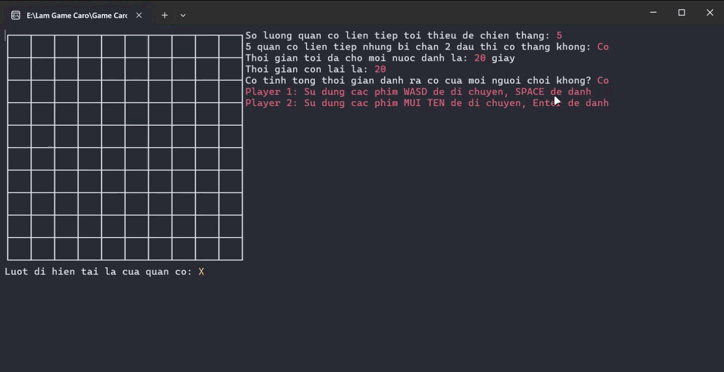 E:\Lam Game Caro\Game Carc
So luong quan co lien tiep toi thieu de chien thang: 5
5 quan co lien tiep nhung bi chan 2 dau thi co thang khong: Co
Thoi gian toi da cho moi nuoc danh la: 20 giay
Thoi gian con lai la: 20
Co tinh tong thoi gian danh ra co cua moi nguoi choi khong? Co
Player 1: Su dung cac phim WASD de di chuyen, SPACE de danh
Player 2: Su dung cac phim MUI TEN de di chuyen, Enter de danh
Luot di hien tai la cua quan co: X